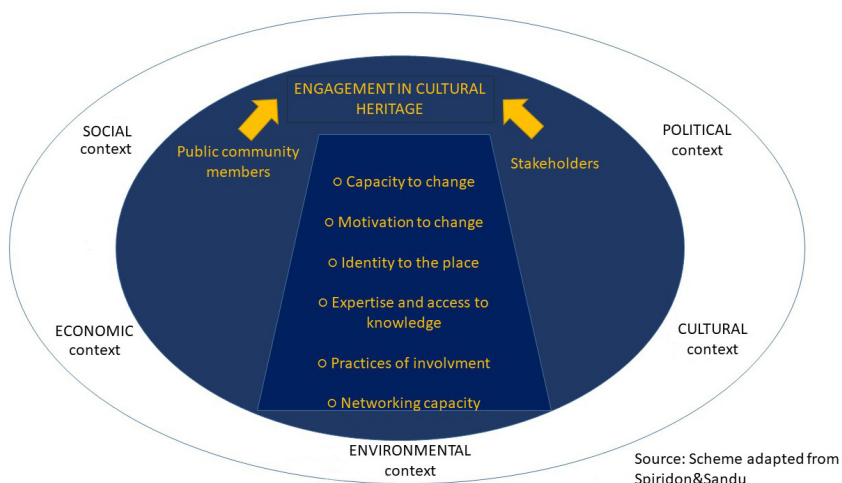 ENGAGEMENT IN CULTURAL
HERITAGE
SOCIAL
context
POLITICAL
context
Public community
members
Stakeholders
○ Capacity to change
○ Motivation to change
○ Identity to the place
○ Expertise and access to
knowledge
○ Practices of involvment
○ Networking capacity
ECONOMIC
context
CULTURAL
context
ENVIRONMENTAL
context
Source: Scheme adapted from
Spiridon&Sandu